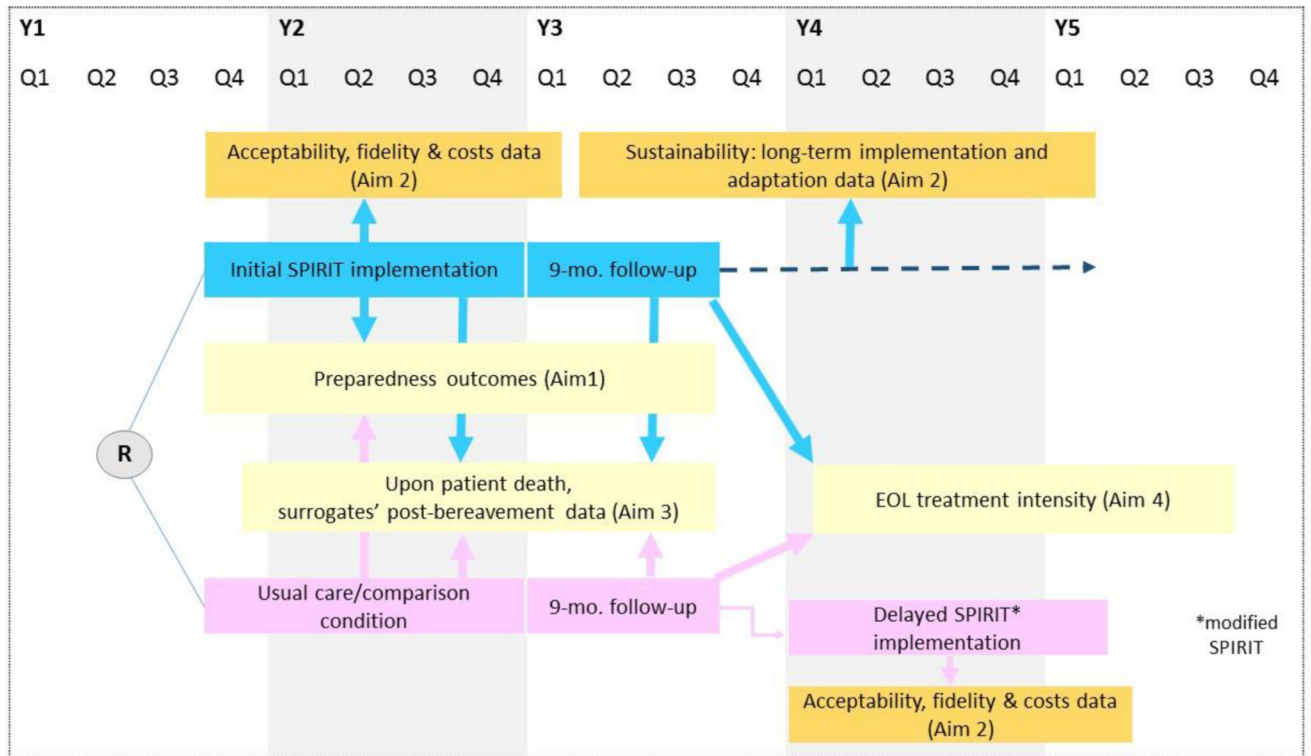 Y1 Y2 Y3 Y4 Y5
Q1 Q2 Q3 Q4 Q1 Q2 Q3 Q4 Q1 Q2 Q3 Q4 Q1 Q2 Q3 Q4 Q1 Q2 Q3 Q4
Acceptability, fidelity & costs data
(Aim 2)
Sustainability: long-term implementation and
adaptation data (Aim 2)
Initial SPIRIT implementation
9-mo. follow-up
Preparedness outcomes (Aim1)
R
Upon patient death,
surrogates’ post-bereavement data (Aim 3)
EOL treatment intensity (Aim 4)
Usual care/comparison
condition
9-mo. follow-up
Delayed SPIRIT*
implementation
*modified
SPIRIT
Acceptability, fidelity & costs data
(Aim 2)